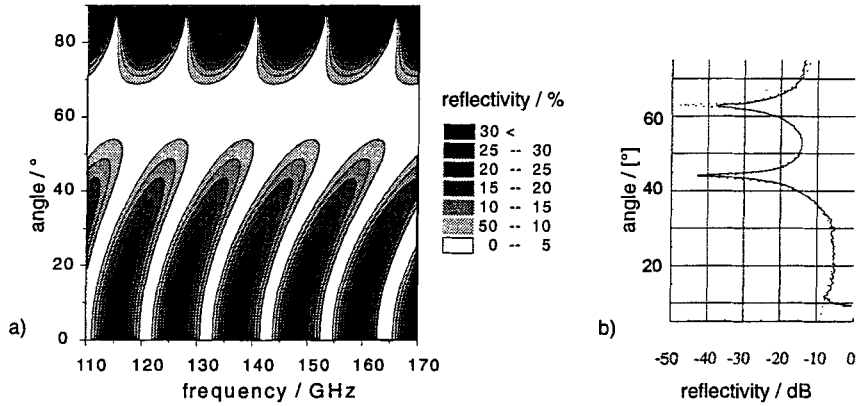 80
60
40
20
0
angle / °
110 120 130 140 150 160 170
frequency / GHz
a)
reflectivity / %
30 <
25 -- 30
20 -- 25
15 -- 20
10 -- 15
50 -- 10
0 -- 5
60
40
20
angle / [°]
b)
-50 -40 -30 -20 -10 0
reflectivity / dB